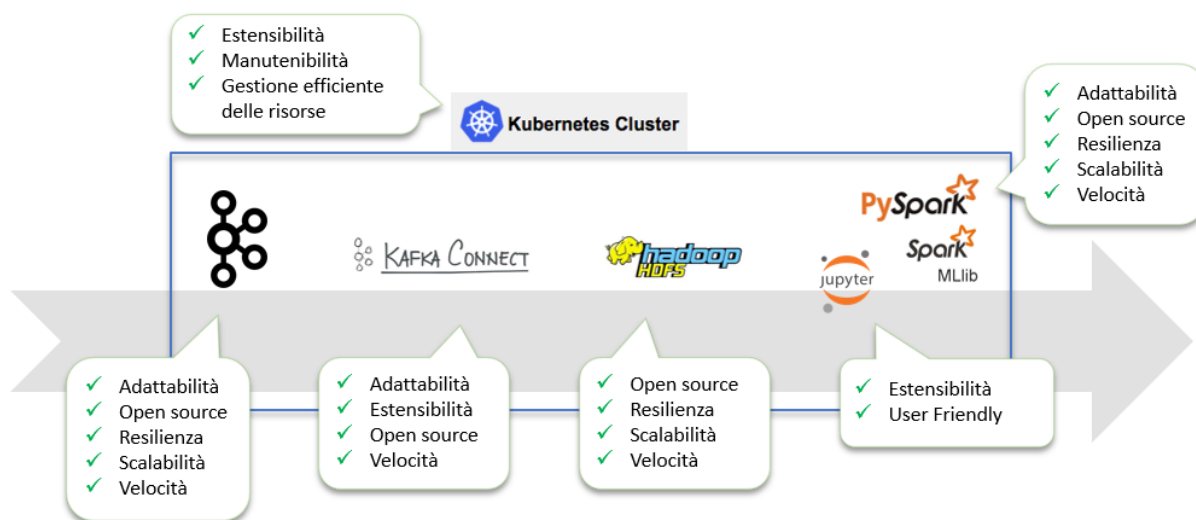 Estensibilità
Manutenibilità
Gestione efficiente
delle risorse
Kubernetes Cluster
Adattabilità
Open source
Resilienza
Scalabilità
Velocità
KAFKA CONNECT
hadoop
HDFS
PySpark
Spark
MLlib
jupyter
Adattabilità
Open source
Resilienza
Scalabilità
Velocità
Adattabilità
Estensibilità
Open source
Velocità
Open source
Resilienza
Scalabilità
Velocità
Estensibilità
User Friendly